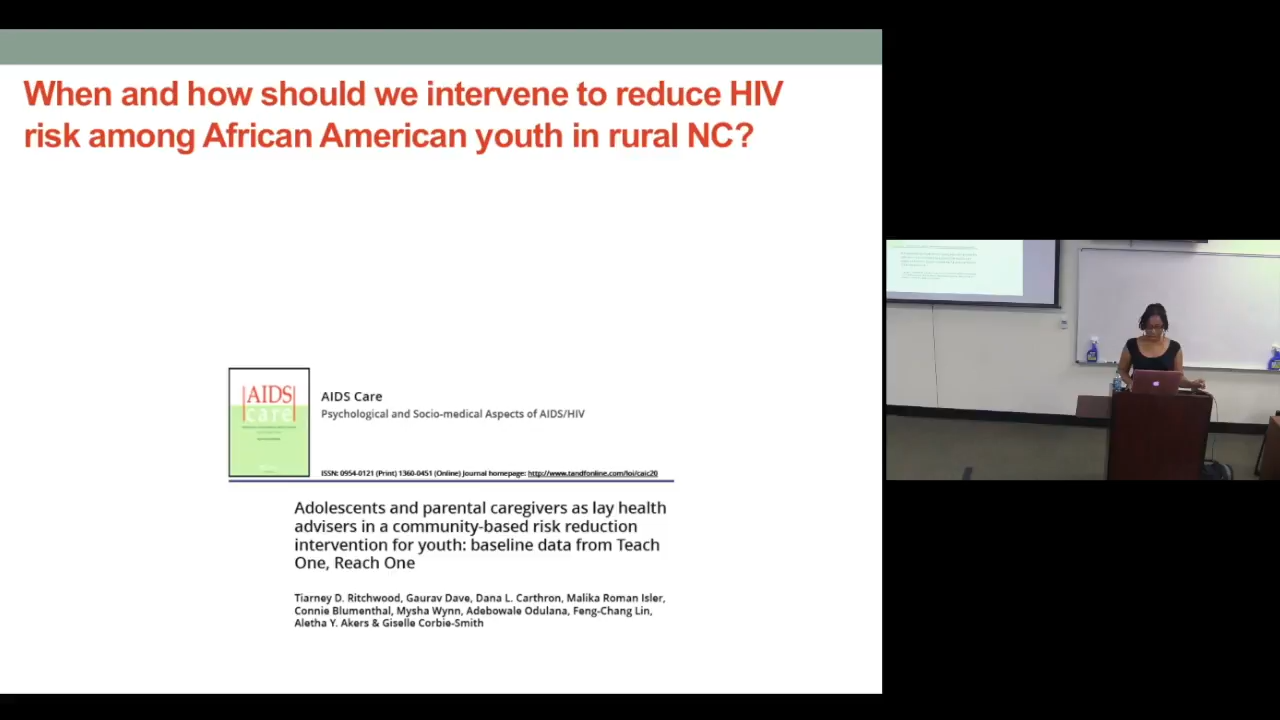 When and how should we intervene to reduce HIV
risk among African American youth in rural NC?
AIDS
care
AIDS Care
Psychological and Socio-medical Aspects of AIDS/HIV
ISSN: 0954-0121 (Print) 1360-0451 (Online) Journal homepage: http://www.tandfonline.com/loi/caic20
Adolescents and parental caregivers as lay health
advisers in a community-based risk reduction
intervention for youth: baseline data from Teach
One, Reach One
Tiarney D. Ritchwood, Gaurav Dave, Dana L. Carthron, Malika Roman Isler,
Connie Blumenthal, Mysha Wynn, Adebowale Odulana, Feng-Chang Lin,
Aletha Y. Akers & Giselle Corbie-Smith